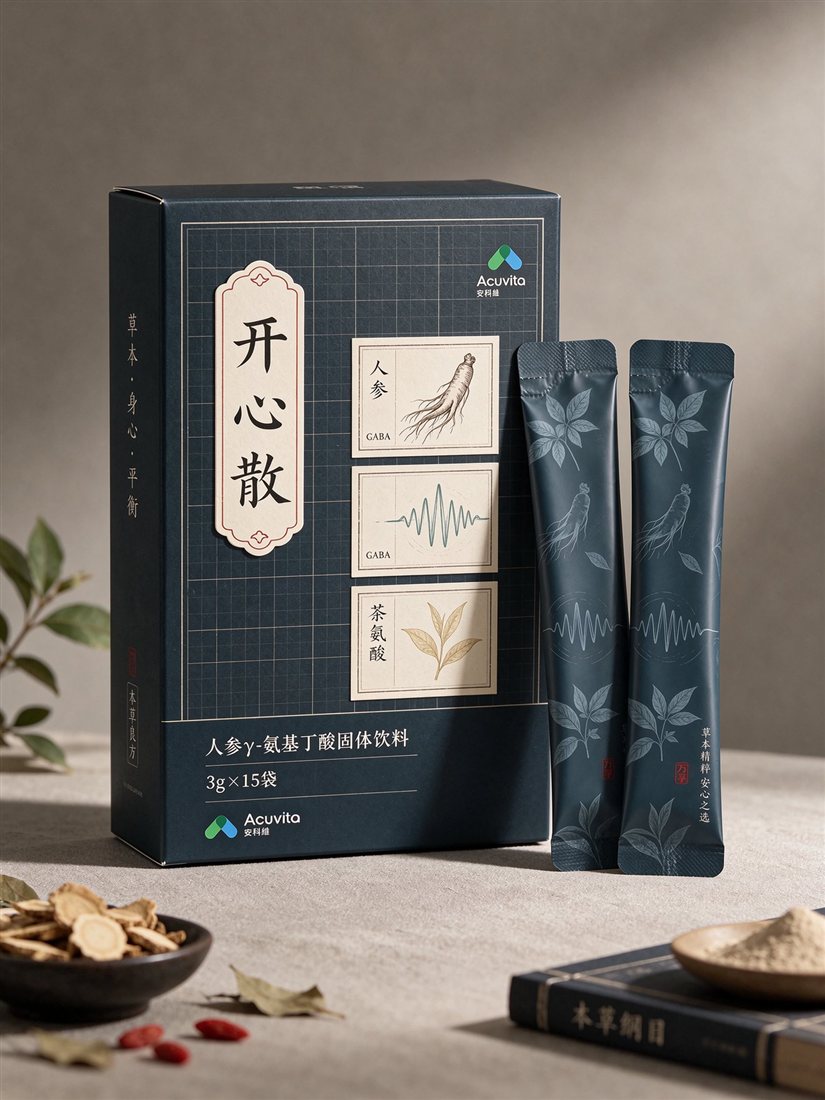 草本·身心·平衡
本草良方
开心散
Acuvita
安科维
人参
GABA
GABA
茶氨酸
人参γ-氨基丁酸固体饮料
3g×15袋
Acuvita
安科维
草本精粹 安心之选
本草纲目